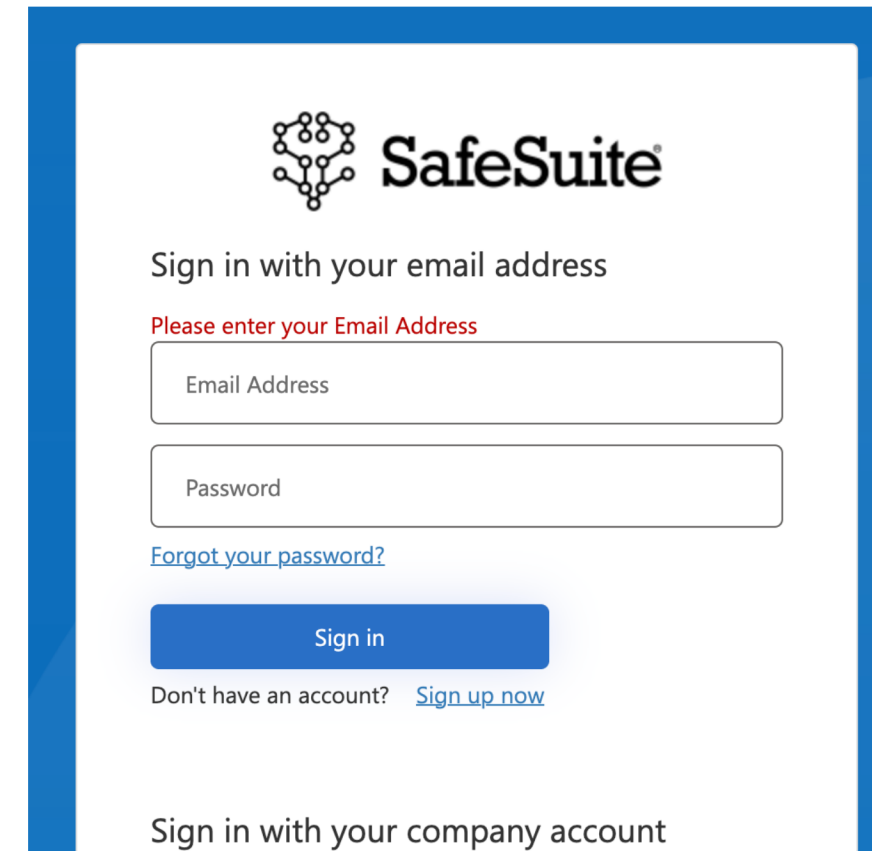 SafeSuite®
Sign in with your email address
Please enter your Email Address
Email Address
Password
Forgot your password?
Sign in
Don't have an account? Sign up now
Sign in with your company account